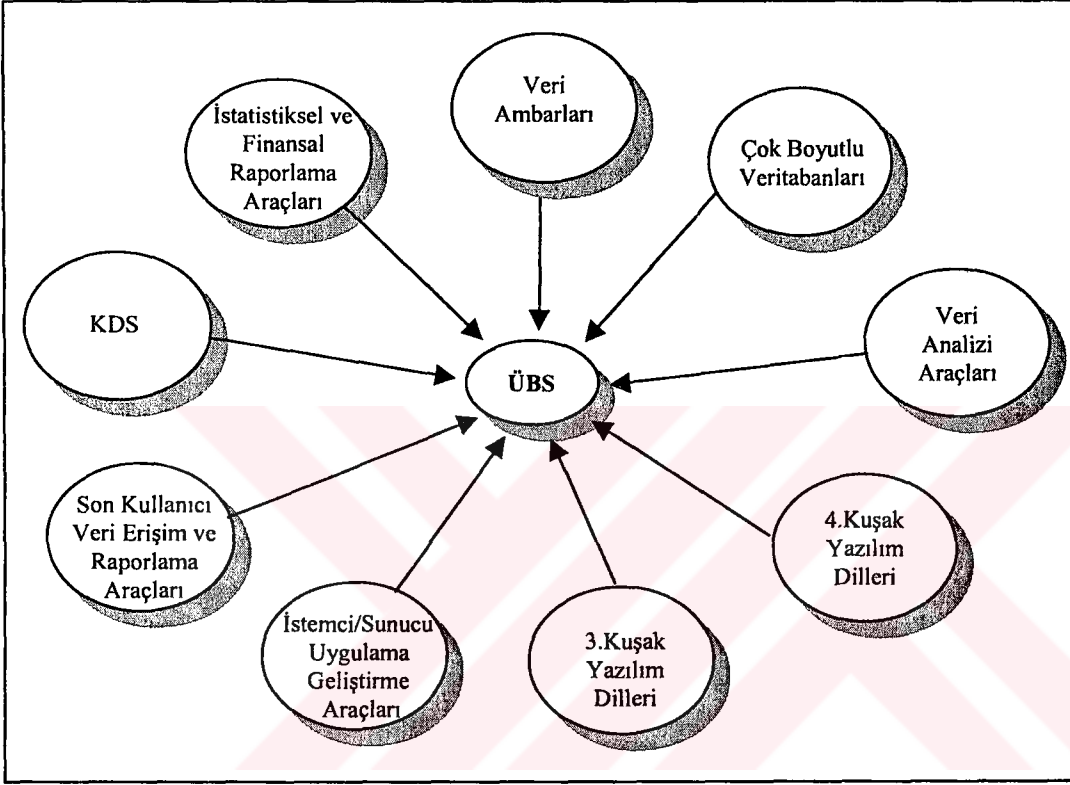 Veri
Ambarları
İstatistiksel ve
Finansal
Raporlama
Araçları
Çok Boyutlu
Veritabanları
KDS
Veri
Analizi
Araçları
ÜBS
Son Kullanıcı
Veri Erişim ve
Raporlama
Araçları
4.Kuşak
Yazılım
Dilleri
İstemci/Sunucu
Uygulama
Geliştirme
Araçları
3.Kuşak
Yazılım
Dilleri